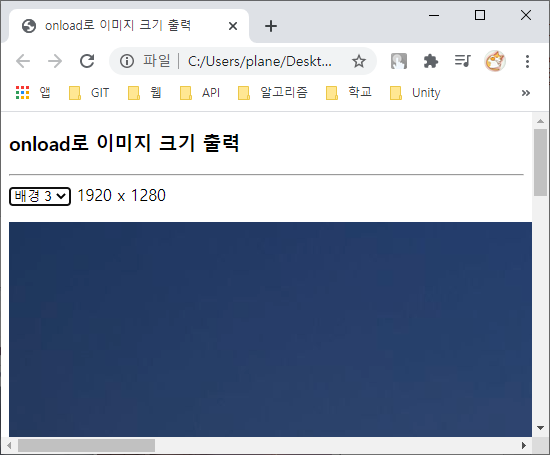 onload로 이미지 크기 출력
파일 C:/Users/plane/Deskt...
앱 GIT 웹 API 알고리즘 학교 Unity
onload로 이미지 크기 출력
배경 3 1920 x 1280